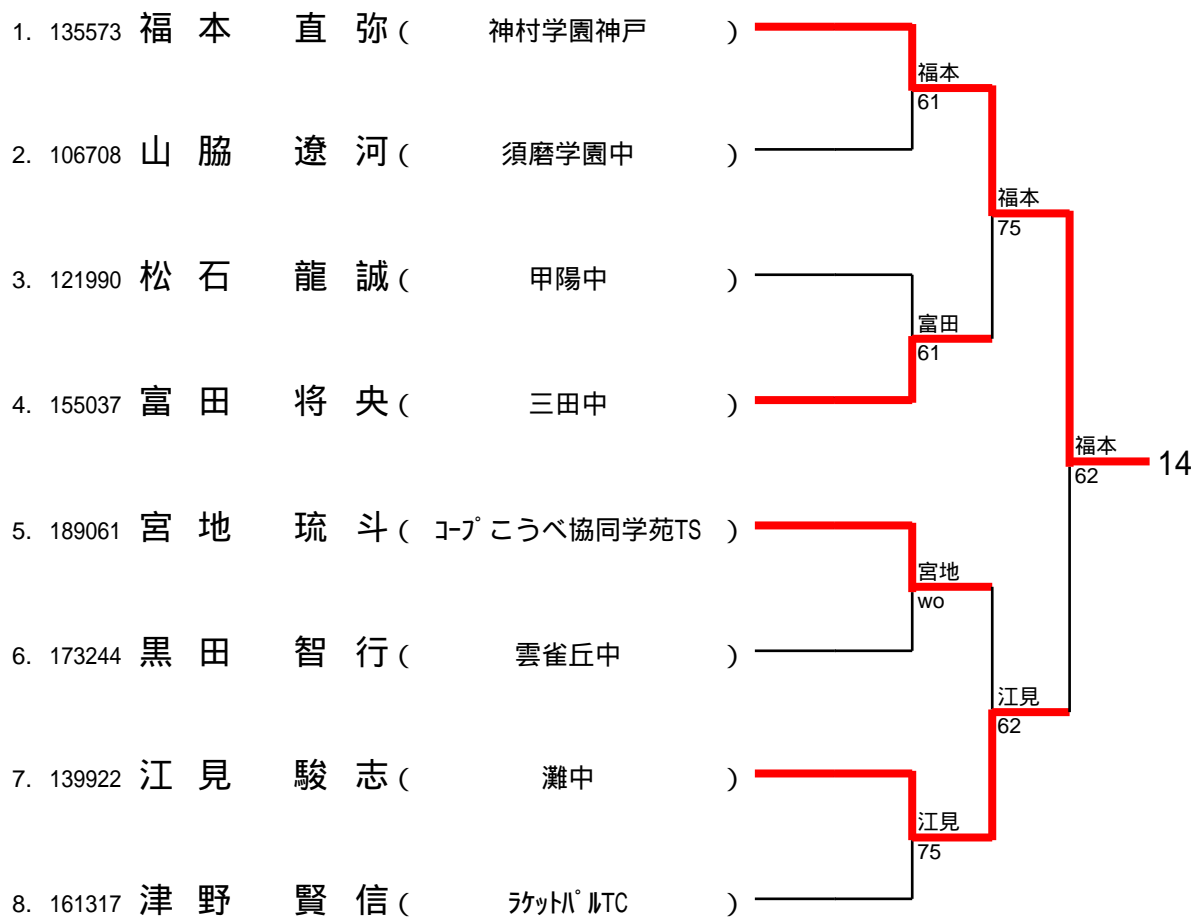 1. 135573 福 本 直 弥 ( 神村学園神戸 )
福本
61
2. 106708 山 脇 遼 河 ( 須磨学園中 )
福本
75
3. 121990 松 石 龍 誠 ( 甲陽中 )
富田
61
4. 155037 富 田 将 央 ( 三田中 )
福本
62
14
5. 189061 宮 地 琉 斗 ( ｺｰﾌﾟこうべ協同学苑TS )
宮地
wo
6. 173244 黒 田 智 行 ( 雲雀丘中 )
江見
62
7. 139922 江 見 駿 志 ( 灘中 )
江見
75
8. 161317 津 野 賢 信 ( ﾗｹｯﾄﾊﾟﾙTC )